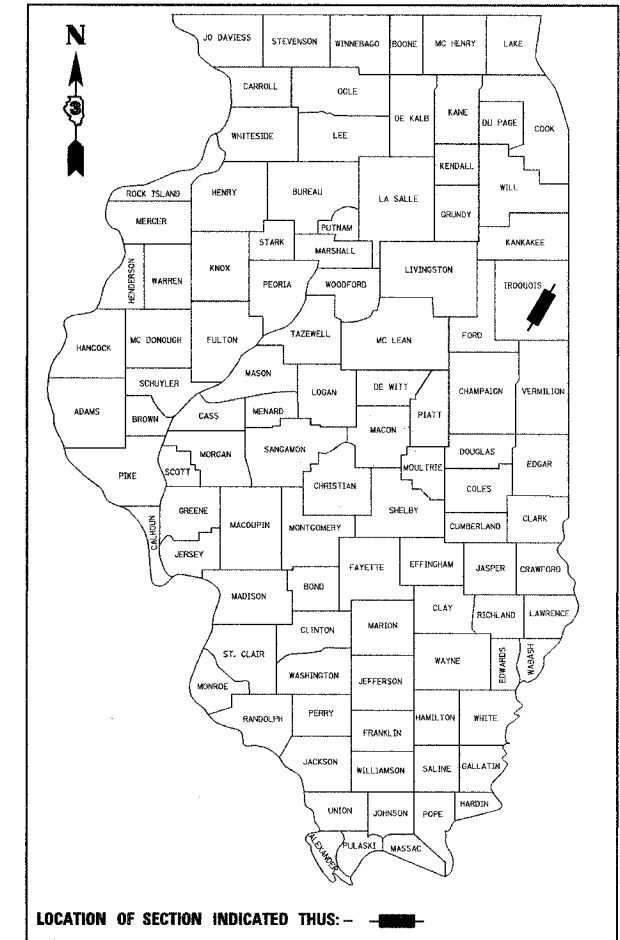 N
3
JO DAVIESS
STEVENSON
WINNEBAGO
BOONE
MC HENRY
LAKE
CARROLL
OGLE
DE KALB
KANE
DU PAGE
COOK
WHITESIDE
LEE
KENDALL
WILL
ROCK ISLAND
HENRY
BUREAU
LA SALLE
GRUNDY
MERCER
PUTNAM
KANKAKEE
STARK
MARSHALL
HENDERSON
WARREN
KNOX
PEORIA
WOODFORD
LIVINGSTON
IROQUOIS
HANCOCK
MC DONOUGH
FULTON
TAZEWELL
MC LEAN
FORD
SCHUYLER
MASON
LOGAN
DE WITT
CHAMPAIGN
VERMILION
ADAMS
BROWN
CASS
MENARD
MACON
PIATT
PIKE
SCOTT
MORGAN
SANGAMON
MOULTRIE
DOUGLAS
EDGAR
CHRISTIAN
COLES
CALHOUN
GREENE
MACOUPIN
MONTGOMERY
SHELBY
CUMBERLAND
CLARK
JERSEY
FAYETTE
EFFINGHAM
JASPER
CRAWFORD
MADISON
BOND
CLAY
RICHLAND
LAWRENCE
CLINTON
MARION
ST. CLAIR
WAYNE
EDWARDS
WABASH
MONROE
WASHINGTON
JEFFERSON
RANDOLPH
PERRY
HAMILTON
WHITE
FRANKLIN
JACKSON
WILLIAMSON
SALINE
GALLATIN
UNION
JOHNSON
POPE
HARDIN
ALEXANDER
PULASKI
MASSAC
LOCATION OF SECTION INDICATED THUS: -